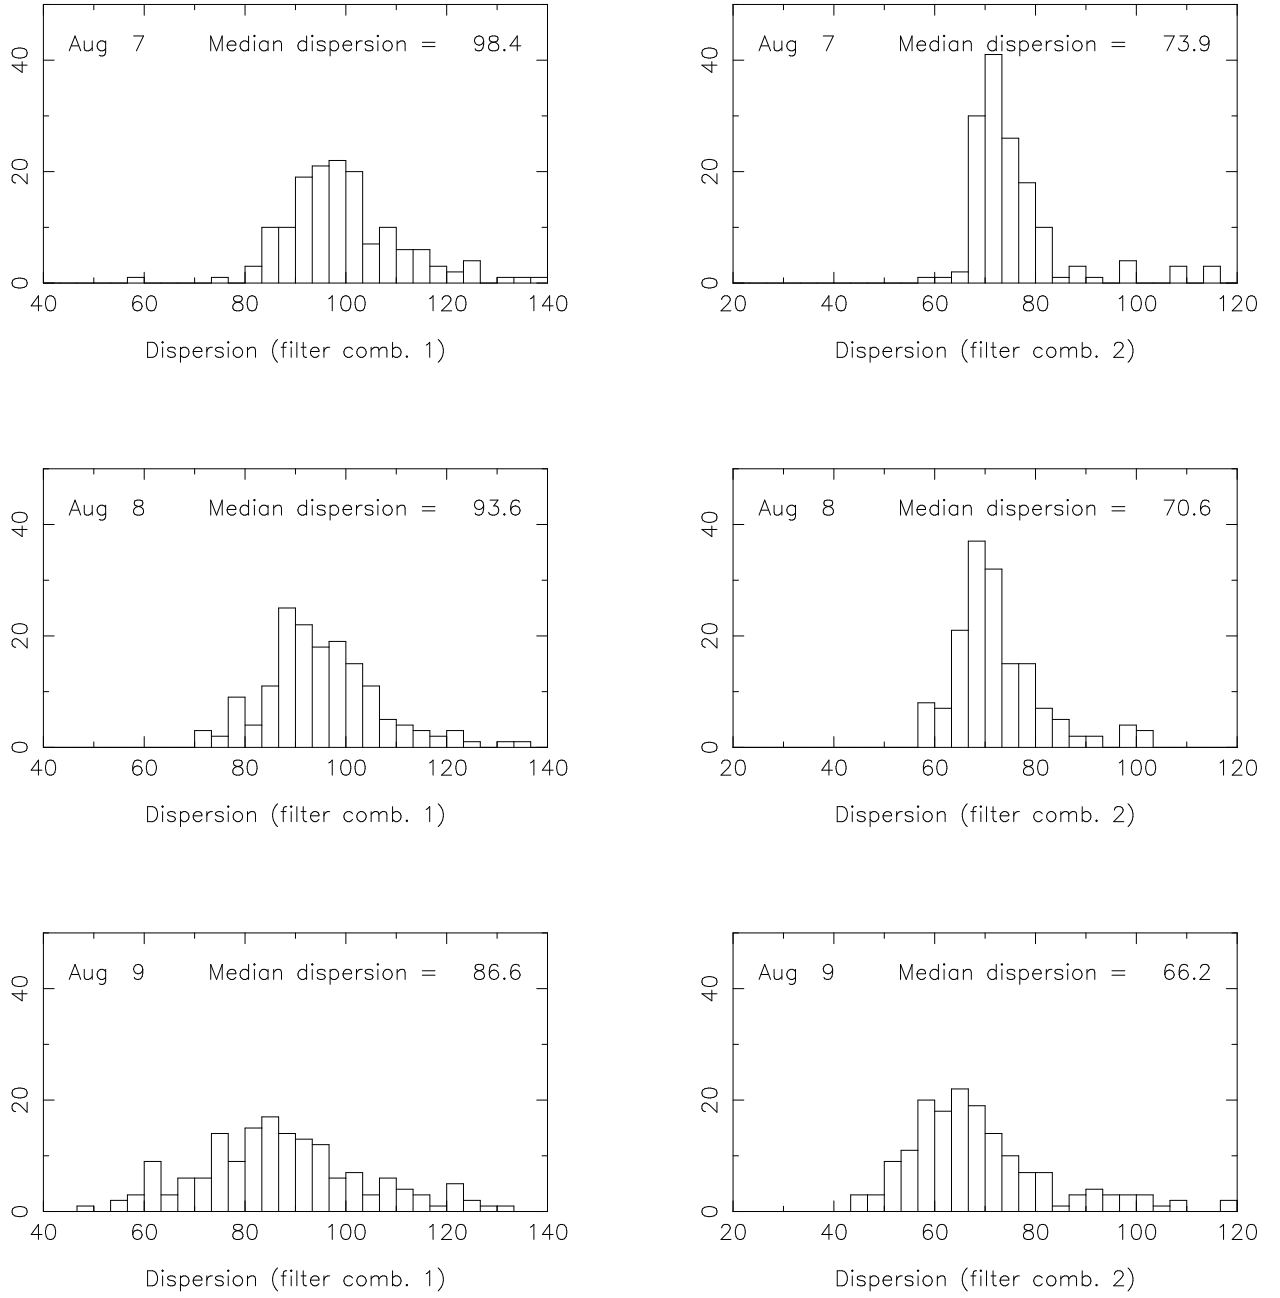 Aug 7 Median dispersion = 98.4
40
20
0
40 60 80 100 120 140
Dispersion (filter comb. 1)
Aug 7 Median dispersion = 73.9
40
20
0
20 40 60 80 100 120
Dispersion (filter comb. 2)
Aug 8 Median dispersion = 93.6
40
20
0
40 60 80 100 120 140
Dispersion (filter comb. 1)
Aug 8 Median dispersion = 70.6
40
20
0
20 40 60 80 100 120
Dispersion (filter comb. 2)
Aug 9 Median dispersion = 86.6
40
20
0
40 60 80 100 120 140
Dispersion (filter comb. 1)
Aug 9 Median dispersion = 66.2
40
20
0
20 40 60 80 100 120
Dispersion (filter comb. 2)